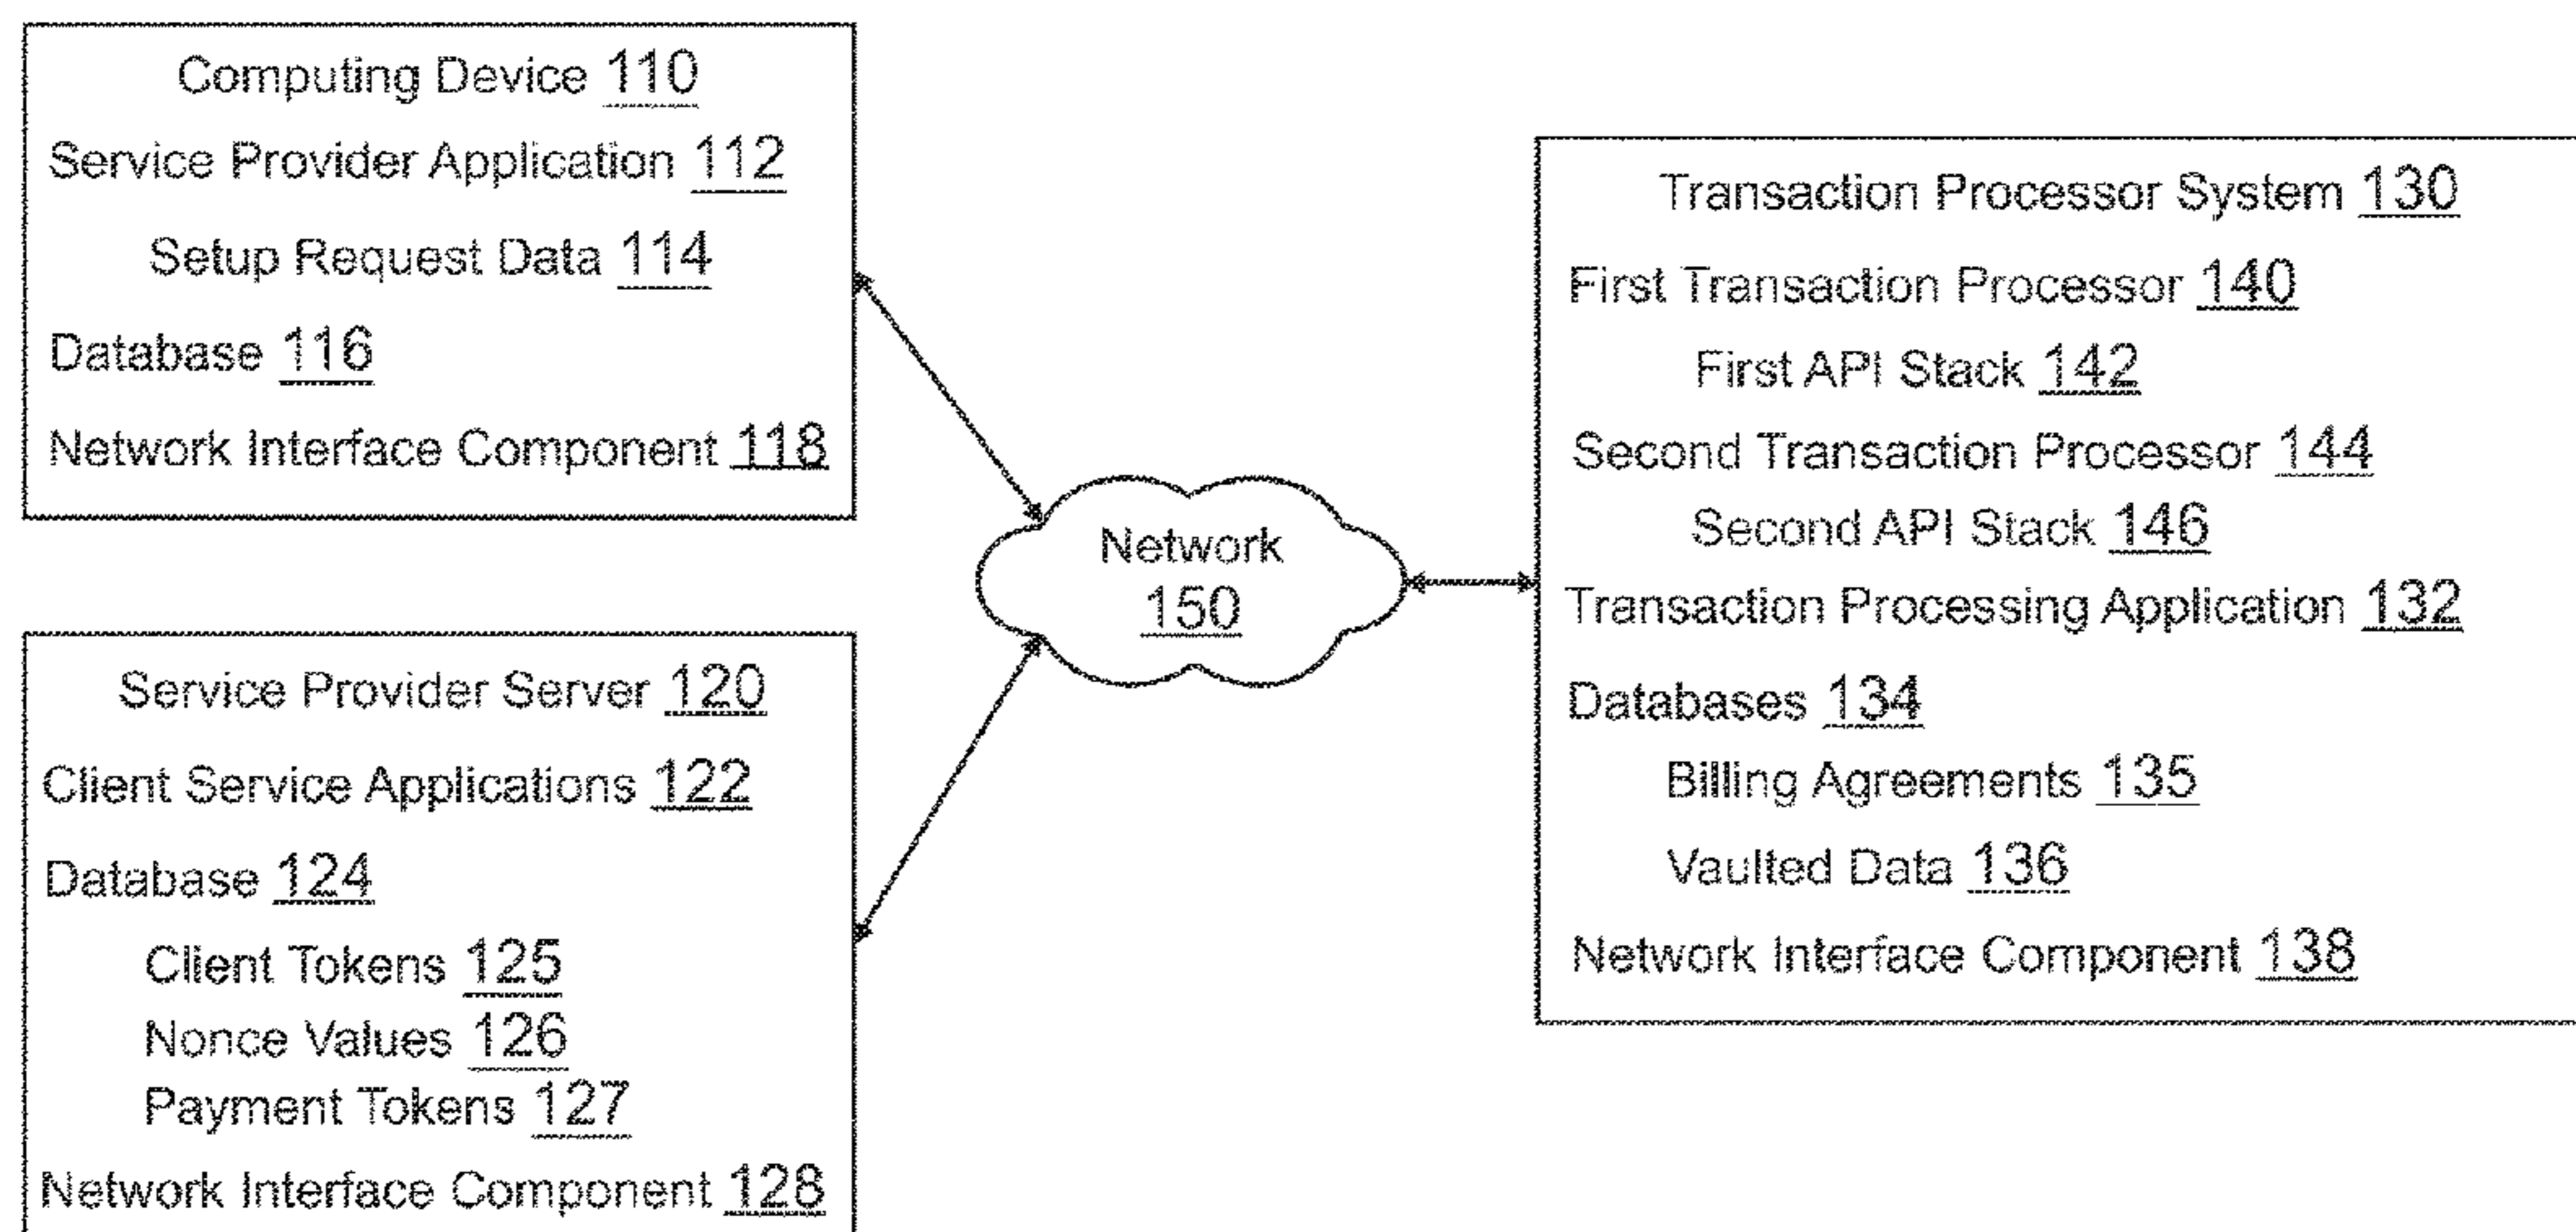 Computing Device 110
Service Provider Application 112
Setup Request Data 114
Database 116
Network Interface Component 118
Service Provider Server 120
Client Service Applications 122
Database 124
Client Tokens 125
Nonce Values 126
Payment Tokens 127
Network Interface Component 128
Network
150
Transaction Processor System 130
First Transaction Processor 140
First API Stack 142
Second Transaction Processor 144
Second API Stack 146
Transaction Processing Application 132
Databases 134
Billing Agreements 135
Vaulted Data 136
Network Interface Component 138